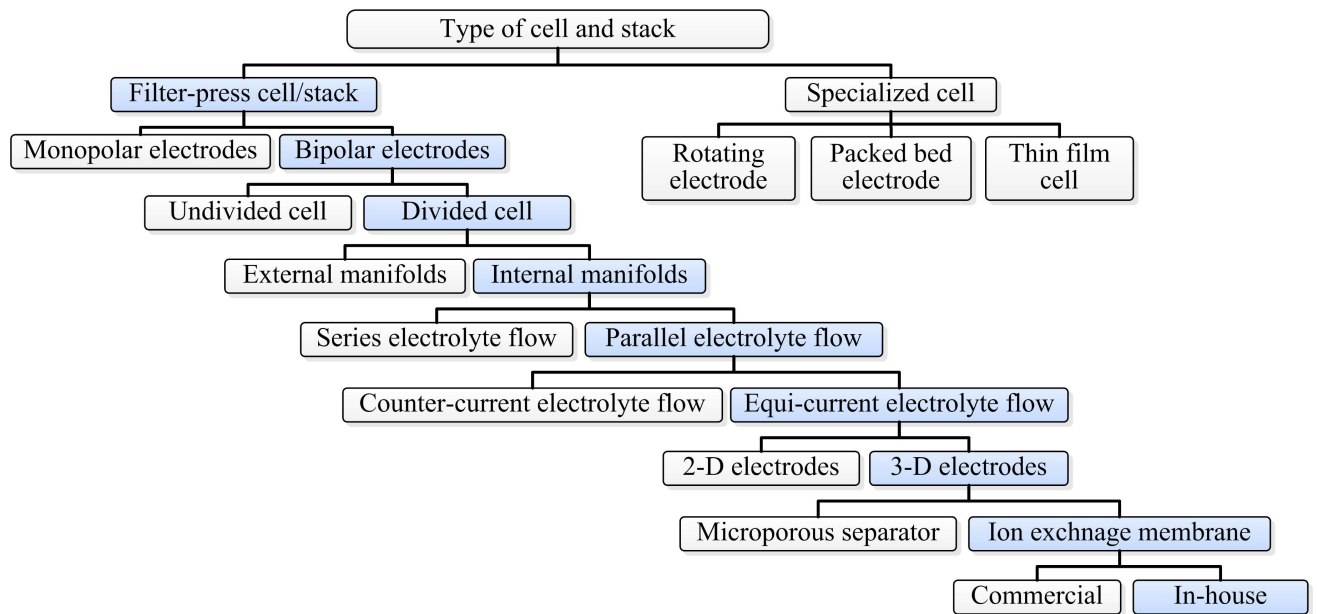 Type of cell and stack
Filter-press cell/stack
Specialized cell
Monopolar electrodes
Bipolar electrodes
Rotating
electrode
Packed bed
electrode
Thin film
cell
Undivided cell
Divided cell
External manifolds
Internal manifolds
Series electrolyte flow
Parallel electrolyte flow
Counter-current electrolyte flow
Equi-current electrolyte flow
2-D electrodes
3-D electrodes
Microporous separator
Ion exchnage membrane
Commercial
In-house